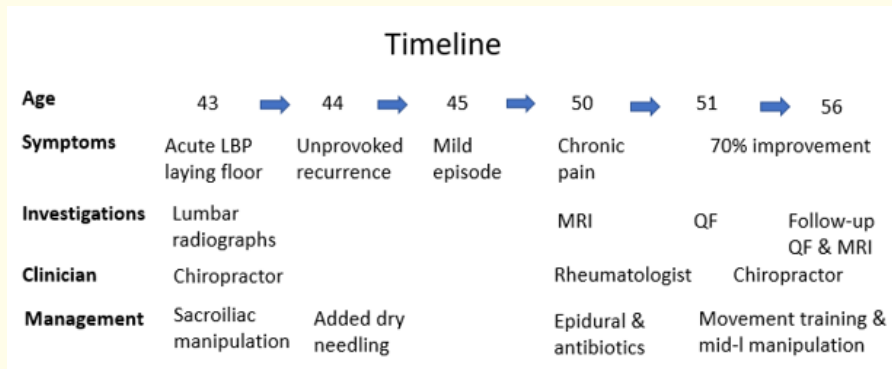 Timeline
Age 43 44 45 50 51 56
Symptoms Acute LBP Unprovoked Mild Chronic 70% improvement
laying floor recurrence episode pain
Investigations Lumbar MRI QF Follow-up
radiographs QF & MRI
Clinician Chiropractor Rheumatologist Chiropractor
Management Sacroiliac Added dry Epidural & Movement training &
manipulation needling antibiotics mid-l manipulation